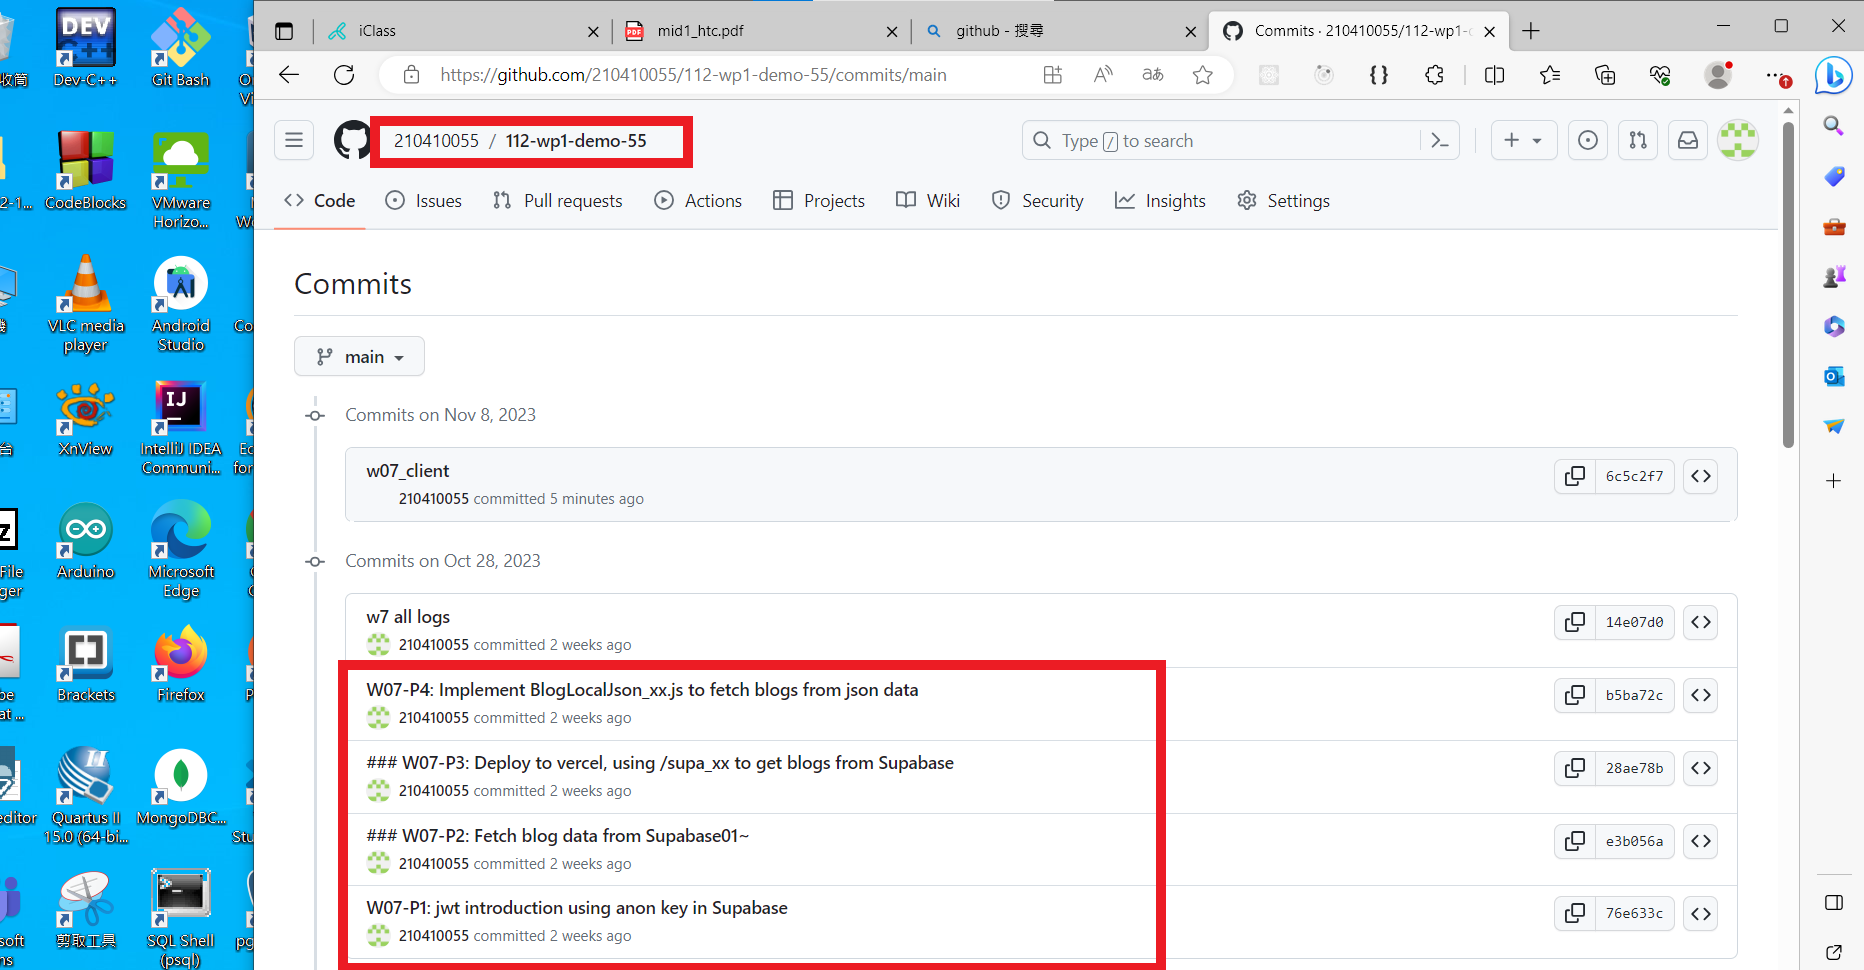 iClass
mid1_htc.pdf
github - 搜尋
Commits · 210410055/112-wp1-
https://github.com/210410055/112-wp1-demo-55/commits/main
210410055 / 112-wp1-demo-55
Type / to search
Code
Issues
Pull requests
Actions
Projects
Wiki
Security
Insights
Settings
Commits
main
Commits on Nov 8, 2023
w07_client
210410055 committed 5 minutes ago
6c5c2f7
Commits on Oct 28, 2023
w7 all logs
210410055 committed 2 weeks ago
14e07d0
W07-P4: Implement BlogLocalJson_xx.js to fetch blogs from json data
210410055 committed 2 weeks ago
b5ba72c
### W07-P3: Deploy to vercel, using /supa_xx to get blogs from Supabase
210410055 committed 2 weeks ago
28ae78b
### W07-P2: Fetch blog data from Supabase01~
210410055 committed 2 weeks ago
e3b056a
W07-P1: jwt introduction using anon key in Supabase
210410055 committed 2 weeks ago
76e633c
收筒
DEV
Dev-C++
Git Bash
2-1...
CodeBlocks
VMware
Horizo...
VLC media
player
Android
Studio
Co
台
XnView
IJ
IntelliJ IDEA
Communi...
Ec
for
File
ger
Arduino
Microsoft
Edge
Brackets
Firefox
at ...
editor
Quartus II
15.0 (64-bi...
MongoDBC...
Stu
soft
ns
剪取工具
SQL Shell
(psql)
pg